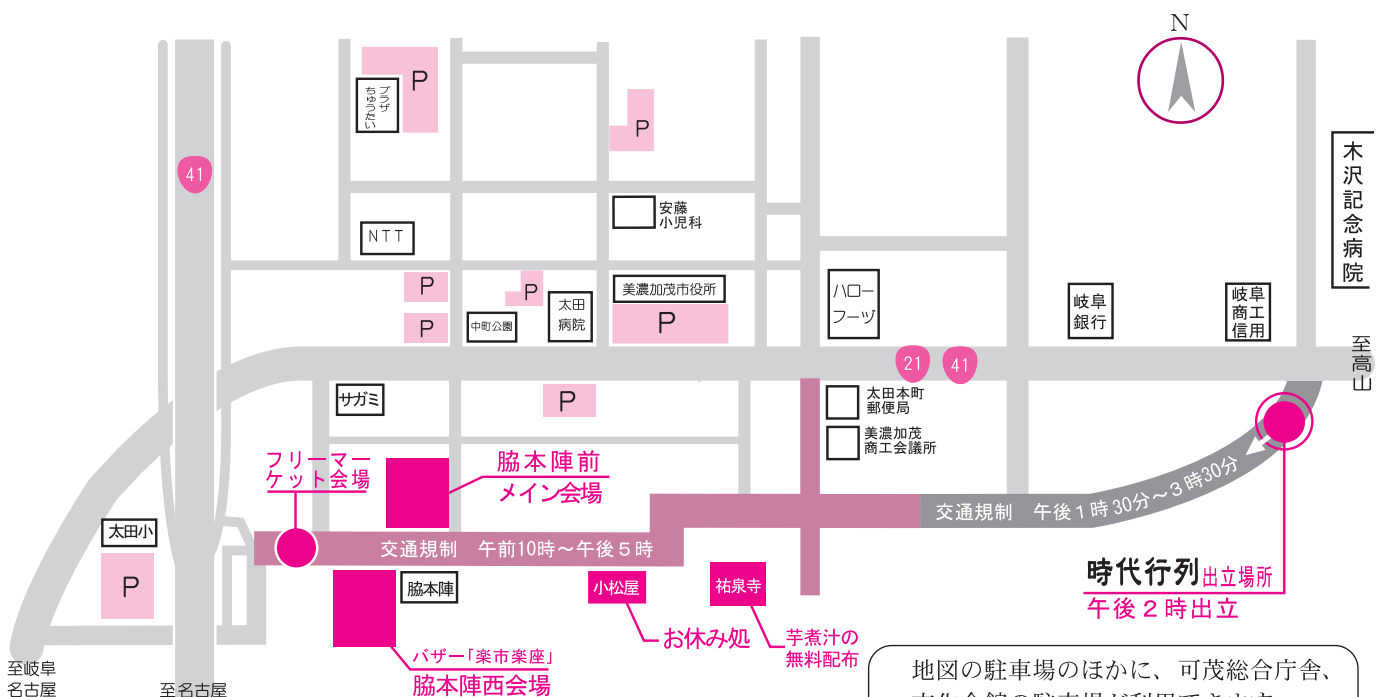 N
41
プラザ
ちゅうたい
P
P
木沢記念病院
安藤
小児科
NTT
P
P
P
太田
病院
中町公園
美濃加茂市役所
P
ハロー
フーヅ
岐阜
銀行
岐阜
商工
信用
至高山
21
41
サガミ
P
太田本町
郵便局
美濃加茂
商工会議所
フリーマー
ケット会場
脇本陣前
メイン会場
交通規制 午後1時30分〜3時30分
太田小
P
交通規制 午前10時〜午後5時
脇本陣
小松屋
祐泉寺
時代行列出立場所
午後2時出立
お休み処
芋煮汁の
無料配布
バザー「楽市楽座」
脇本陣西会場
至岐阜
名古屋
至名古屋
地図の駐車場のほかに、可茂総合庁舎、